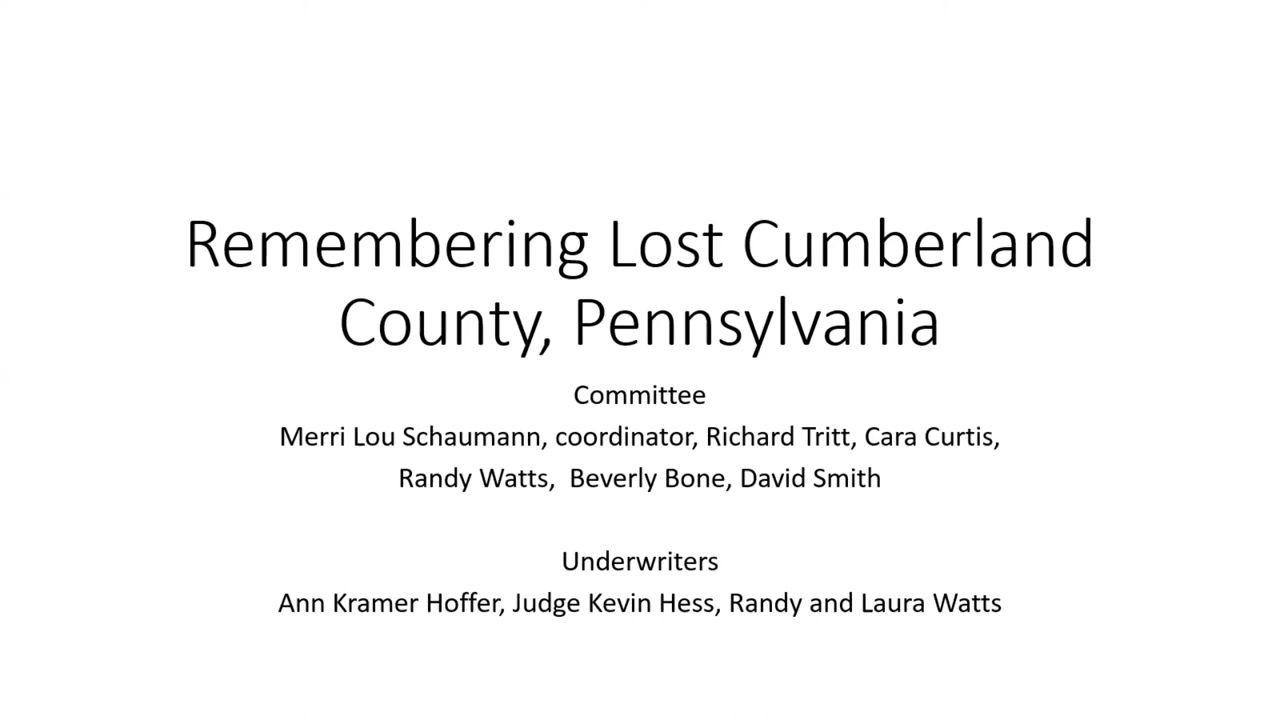 Remembering Lost Cumberland
County, Pennsylvania
Committee
Merri Lou Schaumann, coordinator, Richard Tritt, Cara Curtis,
Randy Watts,  Beverly Bone, David Smith
Underwriters
Ann Kramer Hoffer, Judge Kevin Hess, Randy and Laura Watts